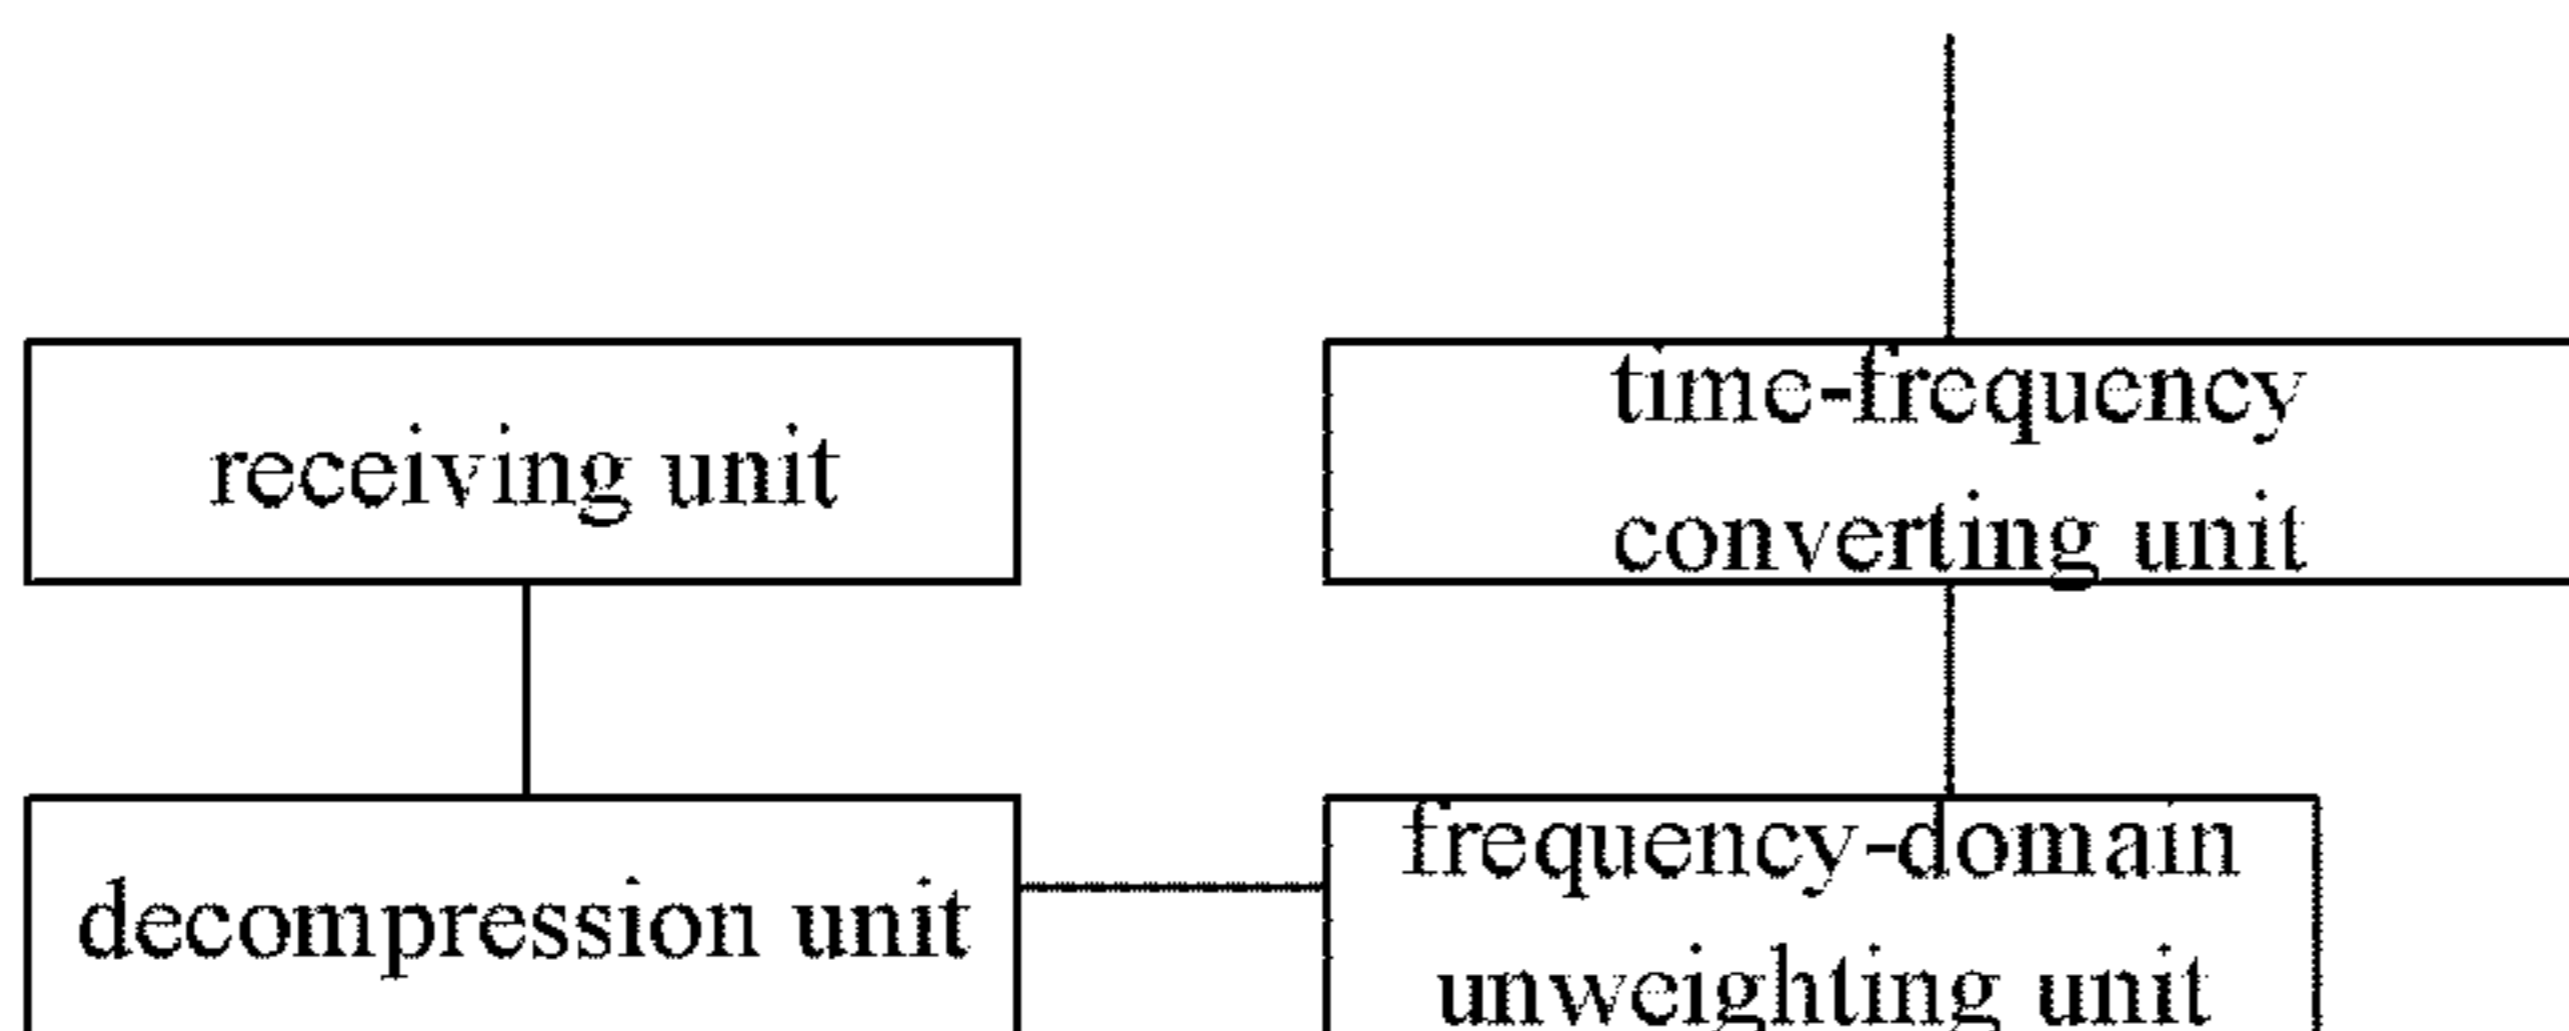 receiving unit
time-frequency
converting unit
decompression unit
frequency-domain
unweighting unit